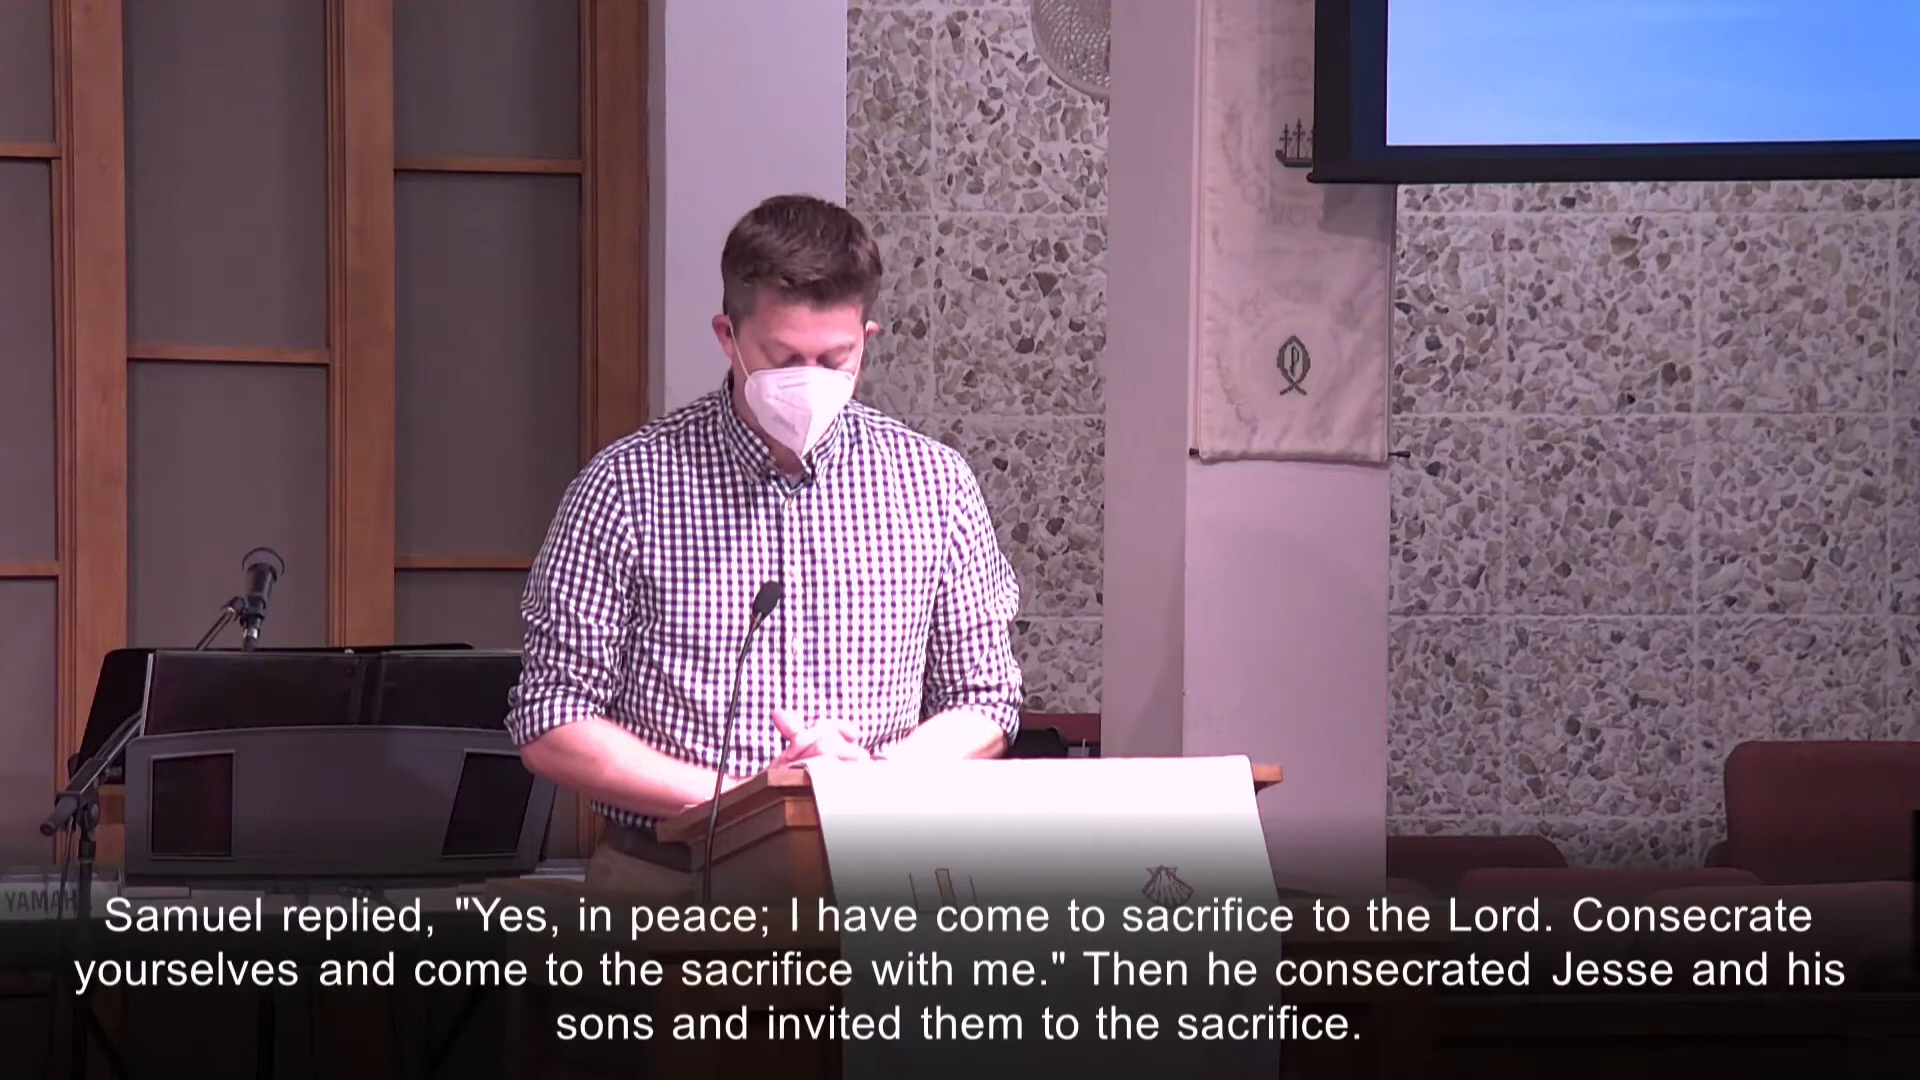 YAMAH
Samuel replied, "Yes, in peace; I have come to sacrifice to the Lord. Consecrate
yourselves and come to the sacrifice with me." Then he consecrated Jesse and his
sons and invited them to the sacrifice.